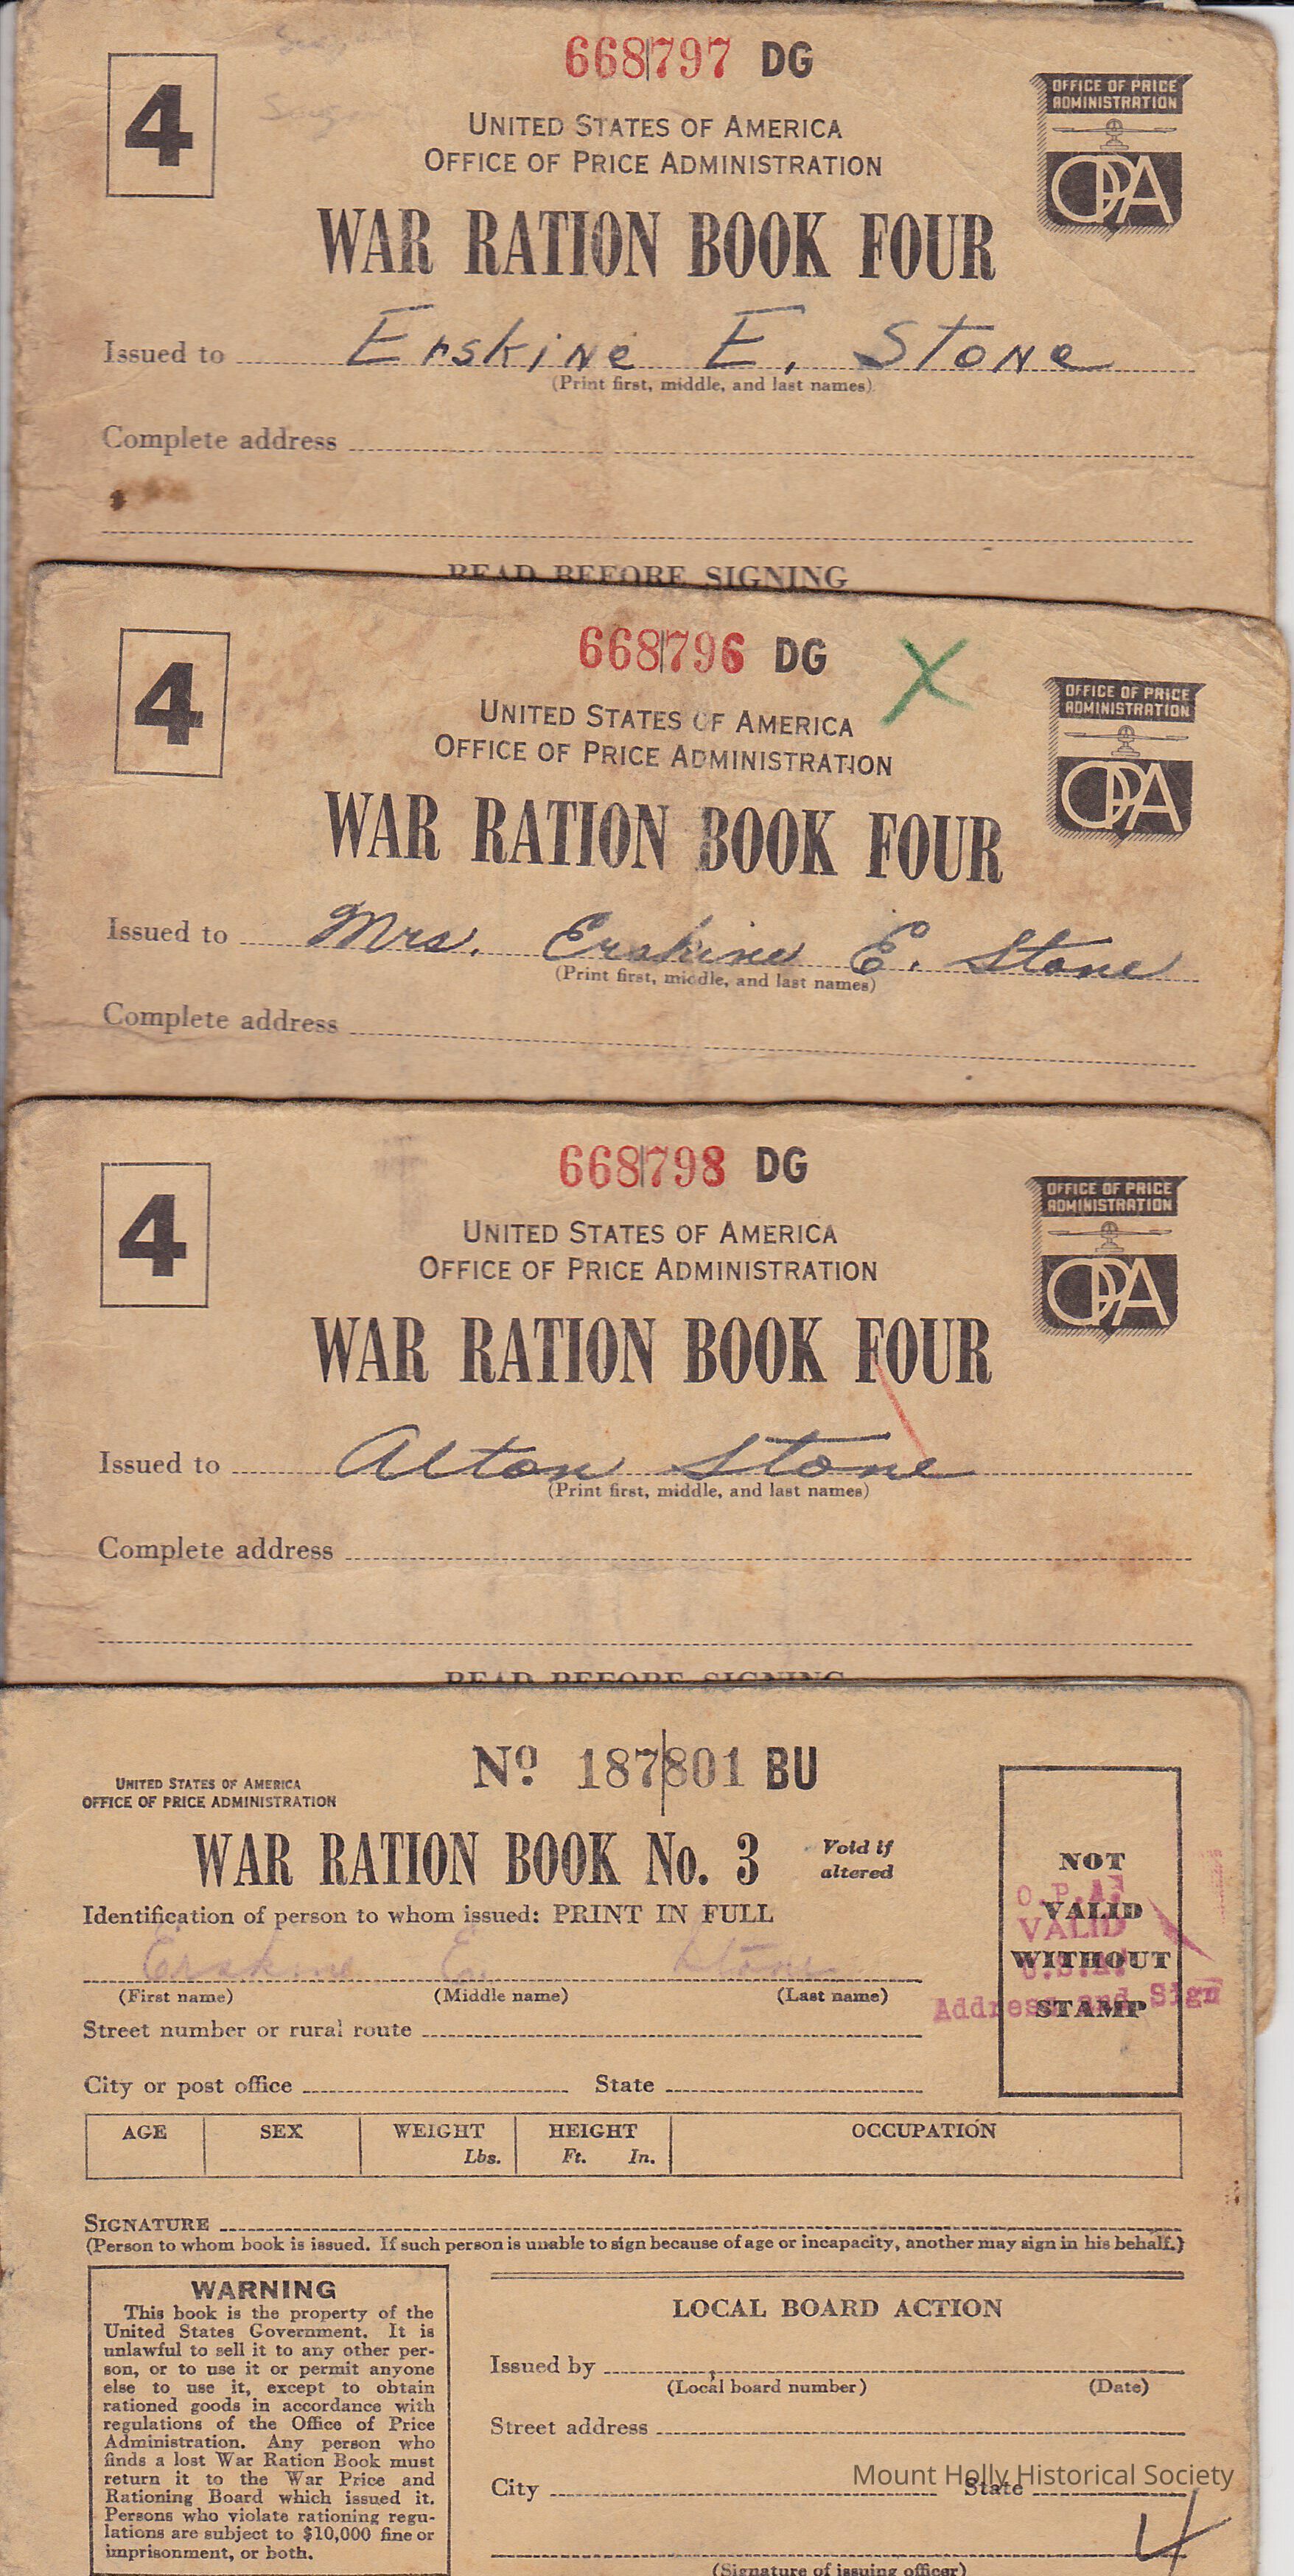 668797 DG
4
OFFICE OF PRICE
ADMINISTRATION
OPA
UNITED STATES OF AMERICA
OFFICE OF PRICE ADMINISTRATION
WAR RATION BOOK FOUR
Issued to Erskine E. Stone
(Print first, middle, and last names)
Complete address
READ BEFORE SIGNING
668796 DG X
4
OFFICE OF PRICE
ADMINISTRATION
OPA
UNITED STATES OF AMERICA
OFFICE OF PRICE ADMINISTRATION
WAR RATION BOOK FOUR
Issued to Mrs. Erskine E. Stone
(Print first, middle, and last names)
Complete address
668798 DG
4
OFFICE OF PRICE
ADMINISTRATION
OPA
UNITED STATES OF AMERICA
OFFICE OF PRICE ADMINISTRATION
WAR RATION BOOK FOUR
Issued to Alton Stone
(Print first, middle, and last names)
Complete address
READ BEFORE SIGNING
UNITED STATES OF AMERICA
OFFICE OF PRICE ADMINISTRATION
Nº 187801 BU
WAR RATION BOOK No. 3
Void if
altered
NOT
VALID
WITHOUT
STAMP
O.P.A.
VALID
Address and Sign
Identification of person to whom issued: PRINT IN FULL
Erskine E. Stone
(First name) (Middle name) (Last name)
Street number or rural route
City or post office State
AGE SEX WEIGHT HEIGHT OCCUPATION
Lbs. Ft. In.
SIGNATURE
(Person to whom book is issued. If such person is unable to sign because of age or incapacity, another may sign in his behalf.)
WARNING
This book is the property of the
United States Government. It is
unlawful to sell it to any other per-
son, or to use it or permit anyone
else to use it, except to obtain
rationed goods in accordance with
regulations of the Office of Price
Administration. Any person who
finds a lost War Ration Book must
return it to the War Price and
Rationing Board which issued it.
Persons who violate rationing regu-
lations are subject to $10,000 fine or
imprisonment, or both.
LOCAL BOARD ACTION
Issued by
(Local board number) (Date)
Street address
City State
Mount Holly Historical Society
4
(Signature of issuing officer)